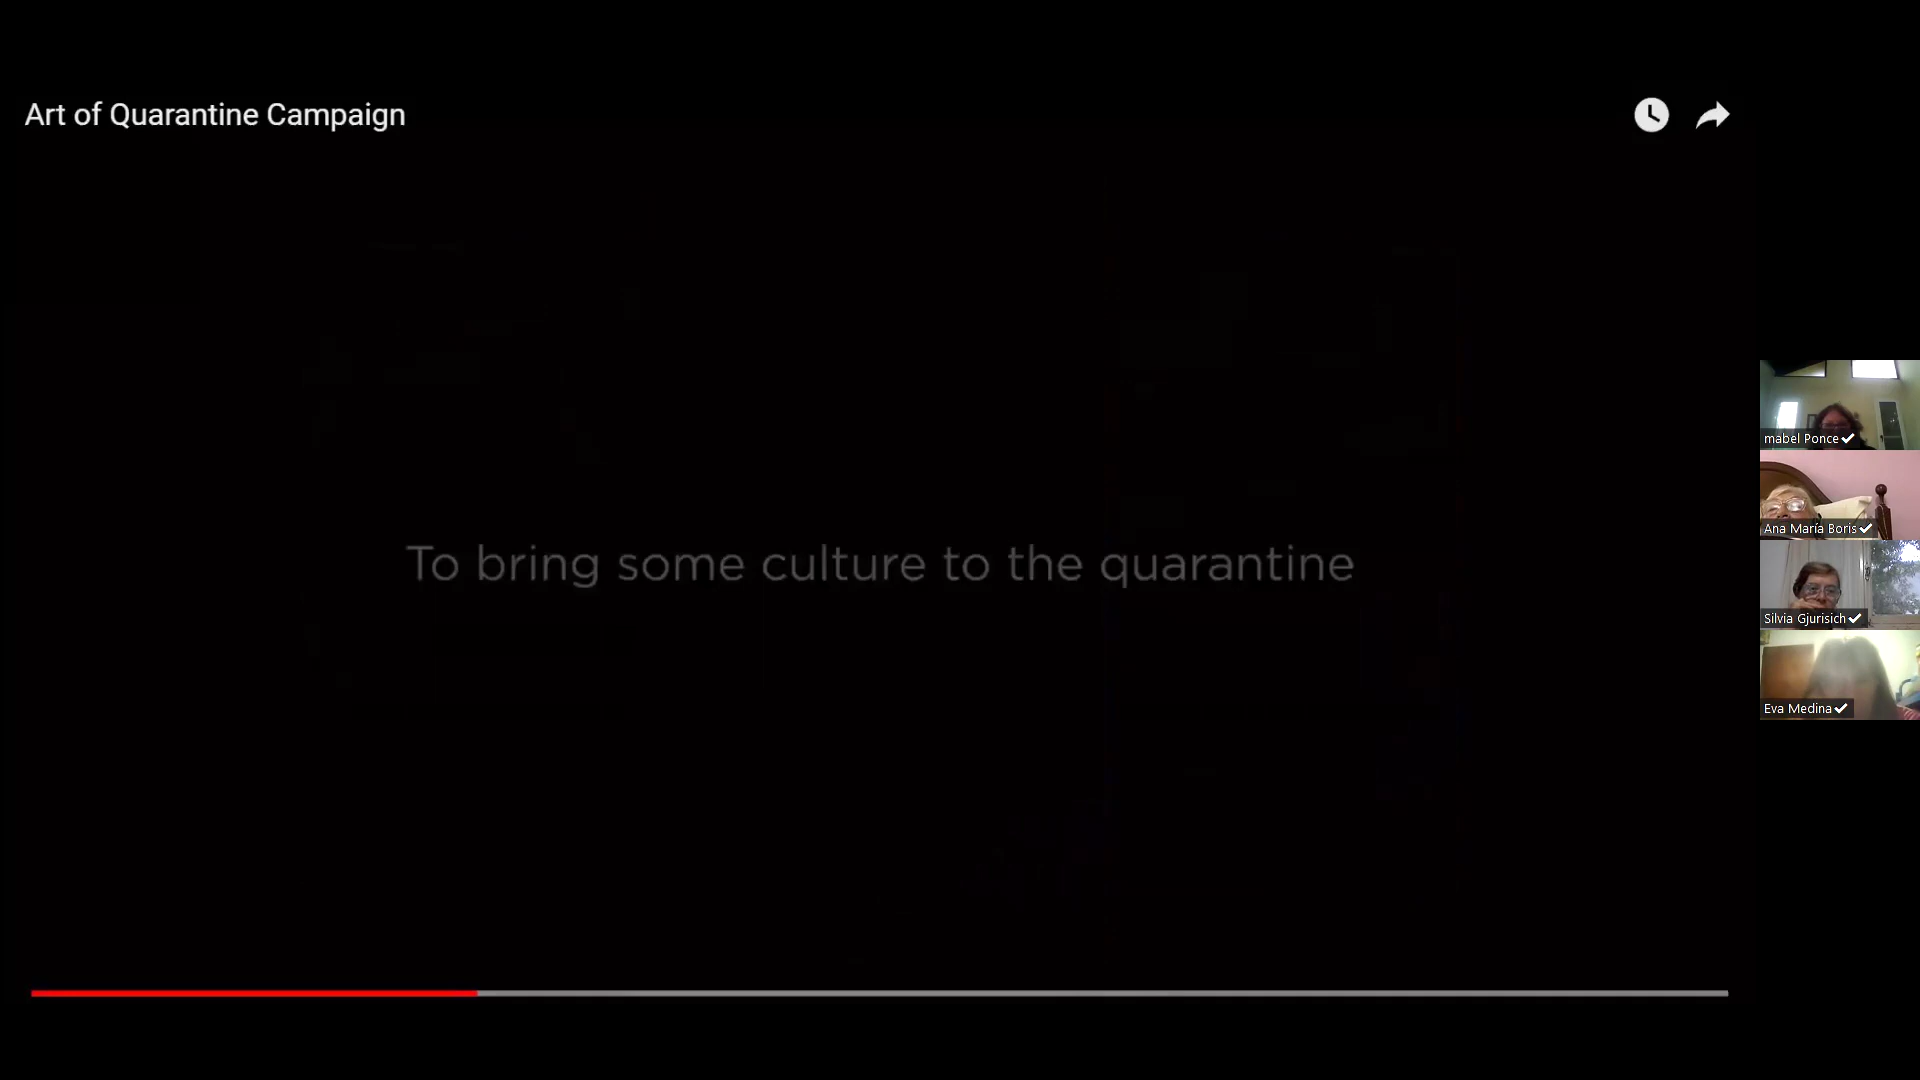 Art of Quarantine Campaign
To bring some culture to the quarantine
mabel Ponce
Ana María Boris
Silvia Gjurisich
Eva Medina